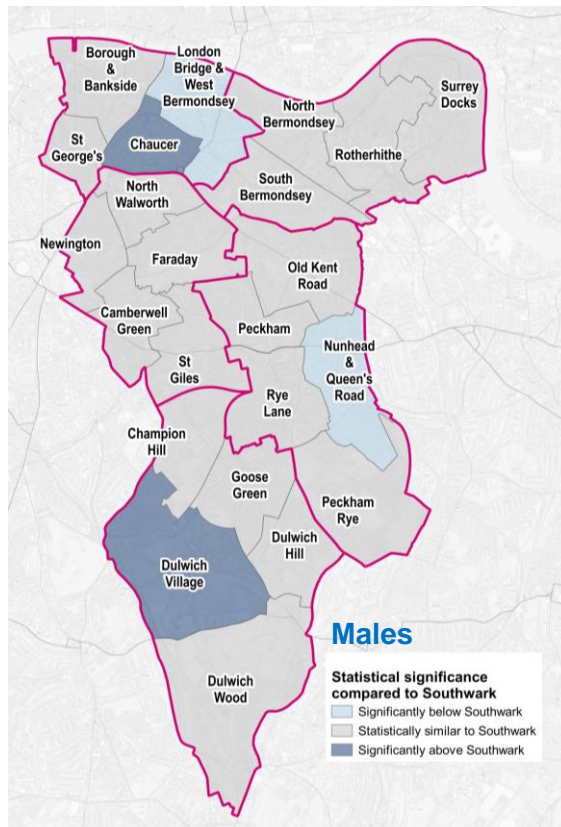 Borough
&
Bankside
London
Bridge &
West
Bermondsey
North
Bermondsey
Surrey
Docks
St
George's
Chaucer
Rotherhithe
South
Bermondsey
North
Walworth
Newington
Faraday
Old Kent
Road
Camberwell
Green
Peckham
Nunhead
&
Queen's
Road
St
Giles
Rye
Lane
Champion
Hill
Goose
Green
Peckham
Rye
Dulwich
Hill
Dulwich
Village
Dulwich
Wood
Males
Statistical significance
compared to Southwark
Significantly below Southwark
Statistically similar to Southwark
Significantly above Southwark